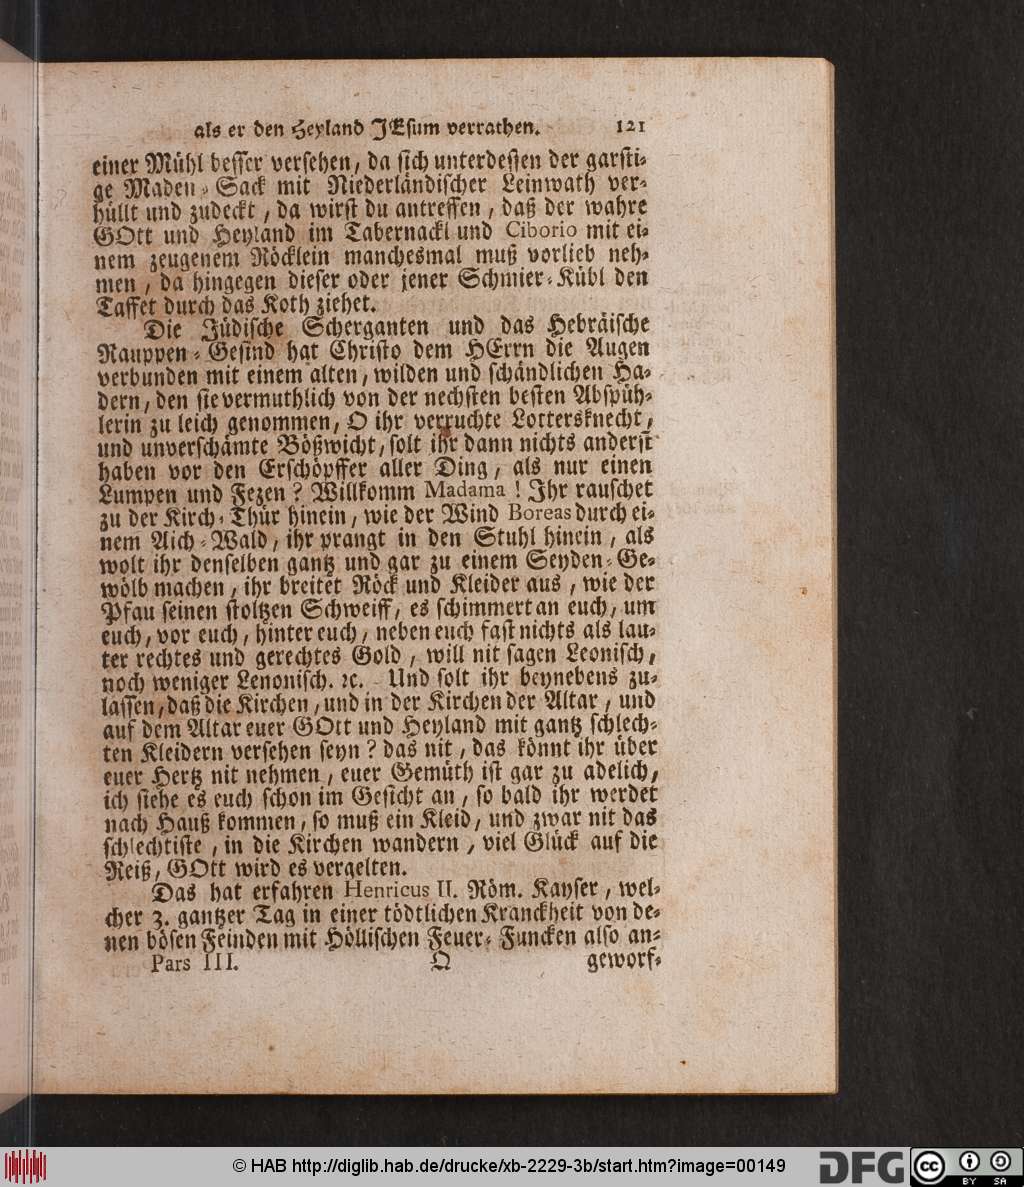 als er den Heyland JEsum verrathen. 121
einer Mühl besser versehen, da sich unterdesten der garsti-
ge Maden-Sack mit Niederländischer Leinwath ver-
hüllt und zudeckt, da wirst du antreffen, daß der wahre
GOtt und Heyland im Tabernackl und Ciborio mit ei-
nem zeugenem Röcklein manchesmal muß vorlieb neh-
men, da hingegen dieser oder jener Schmier-Kübl den
Taffet durch das Koth ziehet.
Die Jüdische Scherganten und das Hebräische
Rauppen-Gesind hat Christo dem HErrn die Augen
verbunden mit einem alten, wilden und schändlichen Ha-
dern, den sie vermuthlich von der nechsten besten Abspüh-
lerin zu leich genommen, O ihr verruchte Lottersknecht,
und unverschämte Bößwicht, solt ihr dann nichts anderst
haben vor den Erschöpffer aller Ding, als nur einen
Lumpen und Fezen? Willkomm Madama! Ihr rauschet
zu der Kirch-Thür hinein, wie der Wind Boreas durch ei-
nem Aich-Wald, ihr prangt in den Stuhl hinein, als
wolt ihr denselben gantz und gar zu einem Seyden-Ge-
wölb machen, ihr breitet Röck und Kleider aus, wie der
Pfau seinen stoltzen Schweiff, es schimmert an euch, um
euch, vor euch, hinter euch, neben euch fast nichts als lau-
ter rechtes und gerechtes Gold, will nit sagen Leonisch,
noch weniger Lenonisch. ꝛc. Und solt ihr beynebens zu-
lassen, daß die Kirchen, und in der Kirchen der Altar, und
auf dem Altar euer GOtt und Heyland mit gantz schlech-
ten Kleidern versehen seyn? das nit, das könnt ihr über
euer Hertz nit nehmen, euer Gemüth ist gar zu adelich,
ich siehe es euch schon im Gesicht an, so bald ihr werdet
nach Hauß kommen, so muß ein Kleid, und zwar nit das
schlechtiste, in die Kirchen wandern, viel Glück auf die
Reiß, GOtt wird es vergelten.
Das hat erfahren Henricus II. Röm. Kayser, wel-
cher 3. gantzer Tag in einer tödtlichen Kranckheit von de-
nen bösen Feinden mit Höllischen Feuer-Funcken also an-
Pars III. Q geworf-
© HAB http://diglib.hab.de/drucke/xb-2229-3b/start.htm?image=00149
DFG
cc BY SA